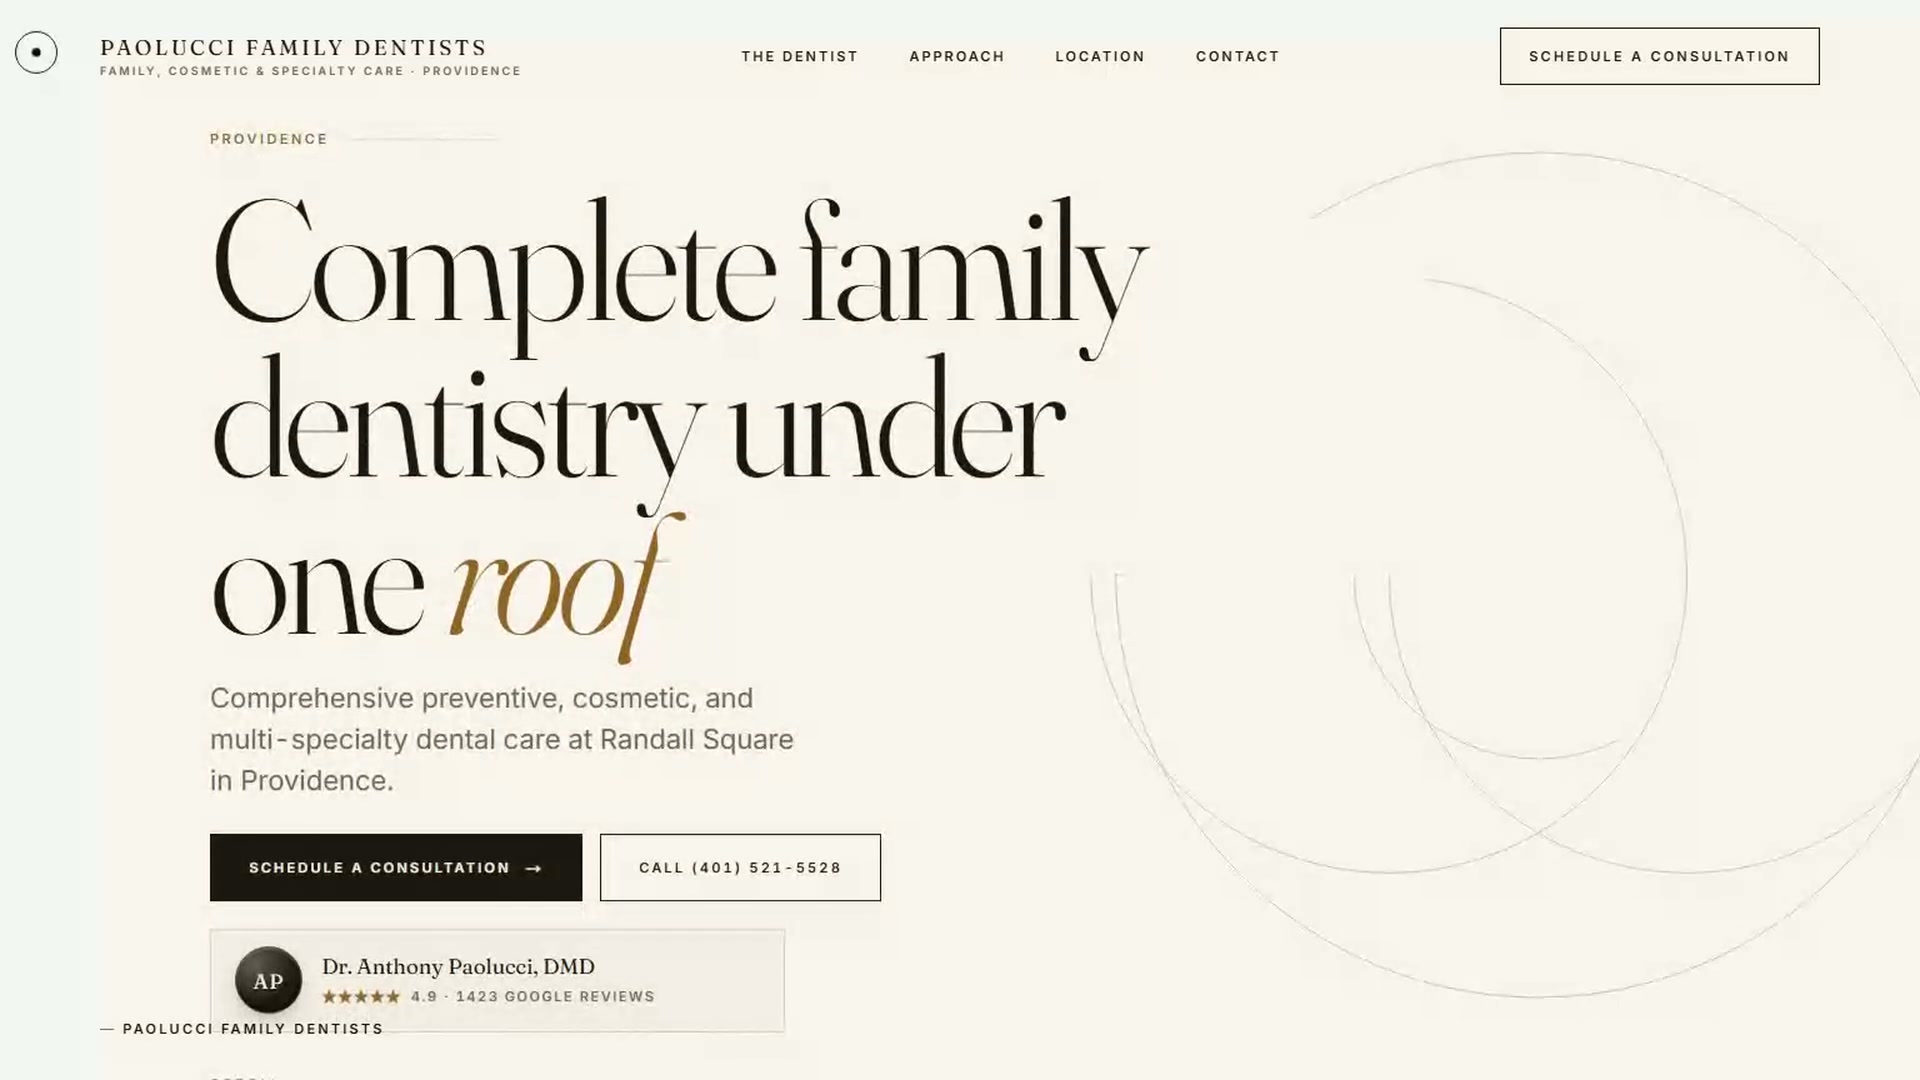 PAOLUCCI FAMILY DENTISTS
FAMILY, COSMETIC & SPECIALTY CARE · PROVIDENCE
THE DENTIST
APPROACH
LOCATION
CONTACT
SCHEDULE A CONSULTATION
PROVIDENCE
Complete family
dentistry under
one roof
Comprehensive preventive, cosmetic, and
multi-specialty dental care at Randall Square
in Providence.
SCHEDULE A CONSULTATION →
CALL (401) 521-5528
AP
Dr. Anthony Paolucci, DMD
★★★★★ 4.9 · 1423 GOOGLE REVIEWS
— PAOLUCCI FAMILY DENTISTS